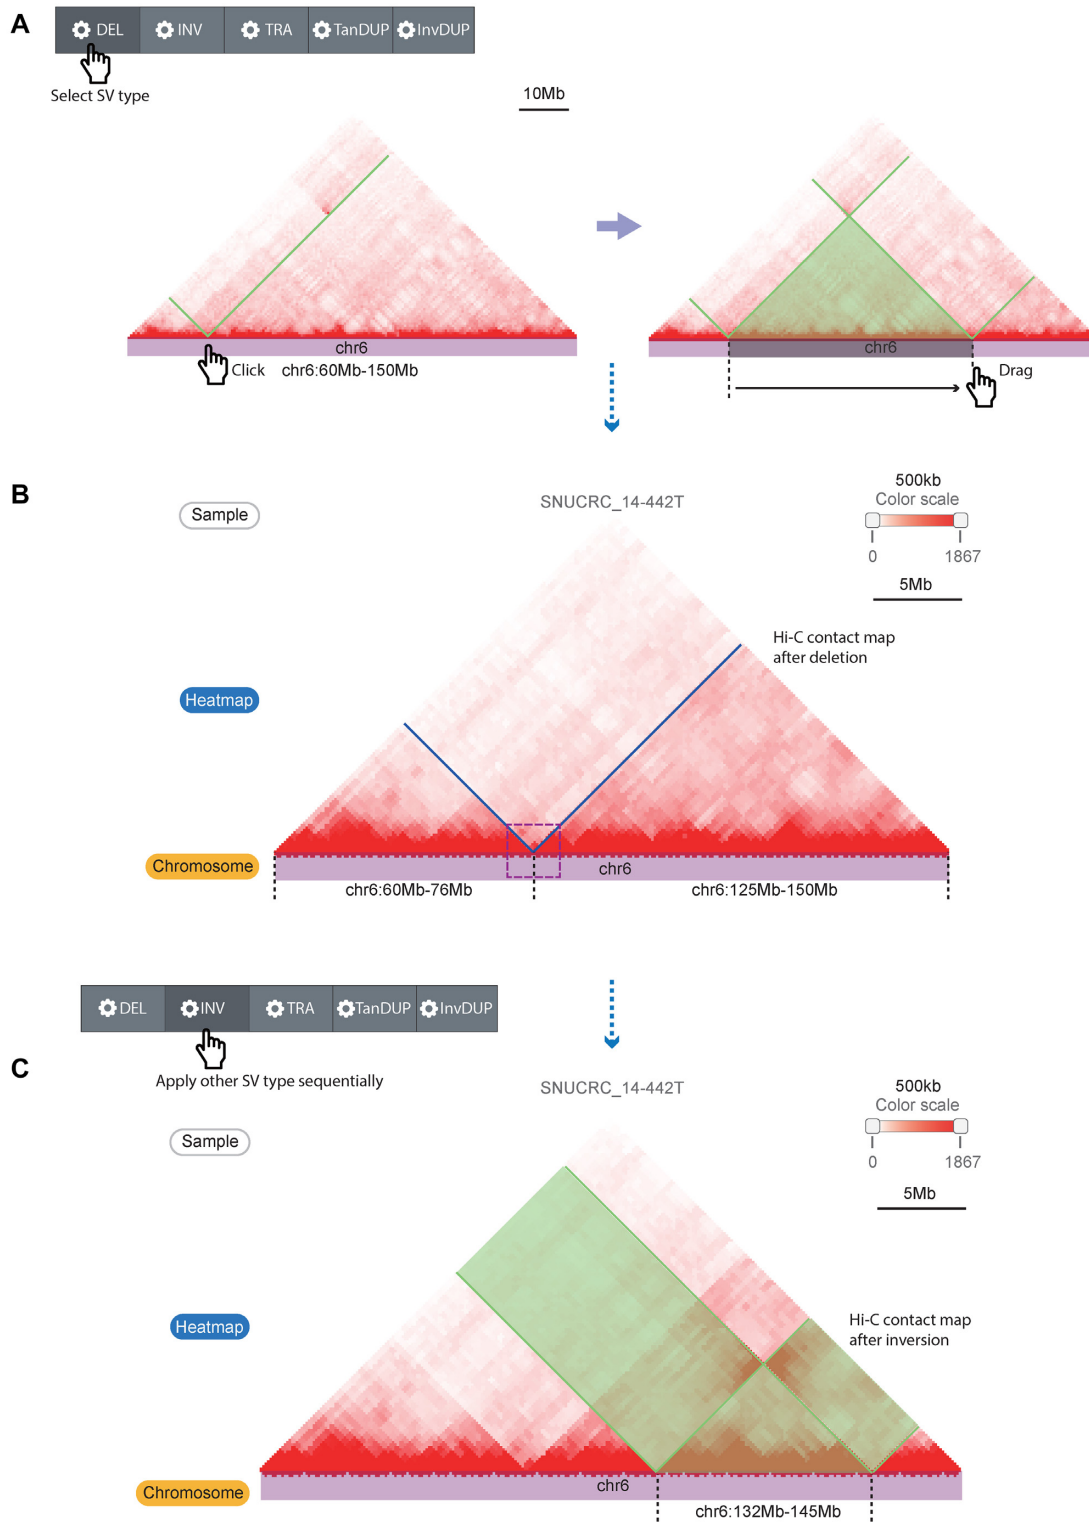 A
DEL INV TRA TanDUP InvDUP
Select SV type
10Mb
chr6
chr6
Click chr6:60Mb-150Mb
Drag
B
Sample
SNUCRC_14-442T
500kb
Color scale
0 1867
5Mb
Hi-C contact map
after deletion
Heatmap
Chromosome
chr6
chr6:60Mb-76Mb
chr6:125Mb-150Mb
DEL INV TRA TanDUP InvDUP
C
Apply other SV type sequentially
SNUCRC_14-442T
500kb
Color scale
0 1867
5Mb
Sample
Heatmap
Hi-C contact map
after inversion
Chromosome
chr6
chr6:132Mb-145Mb